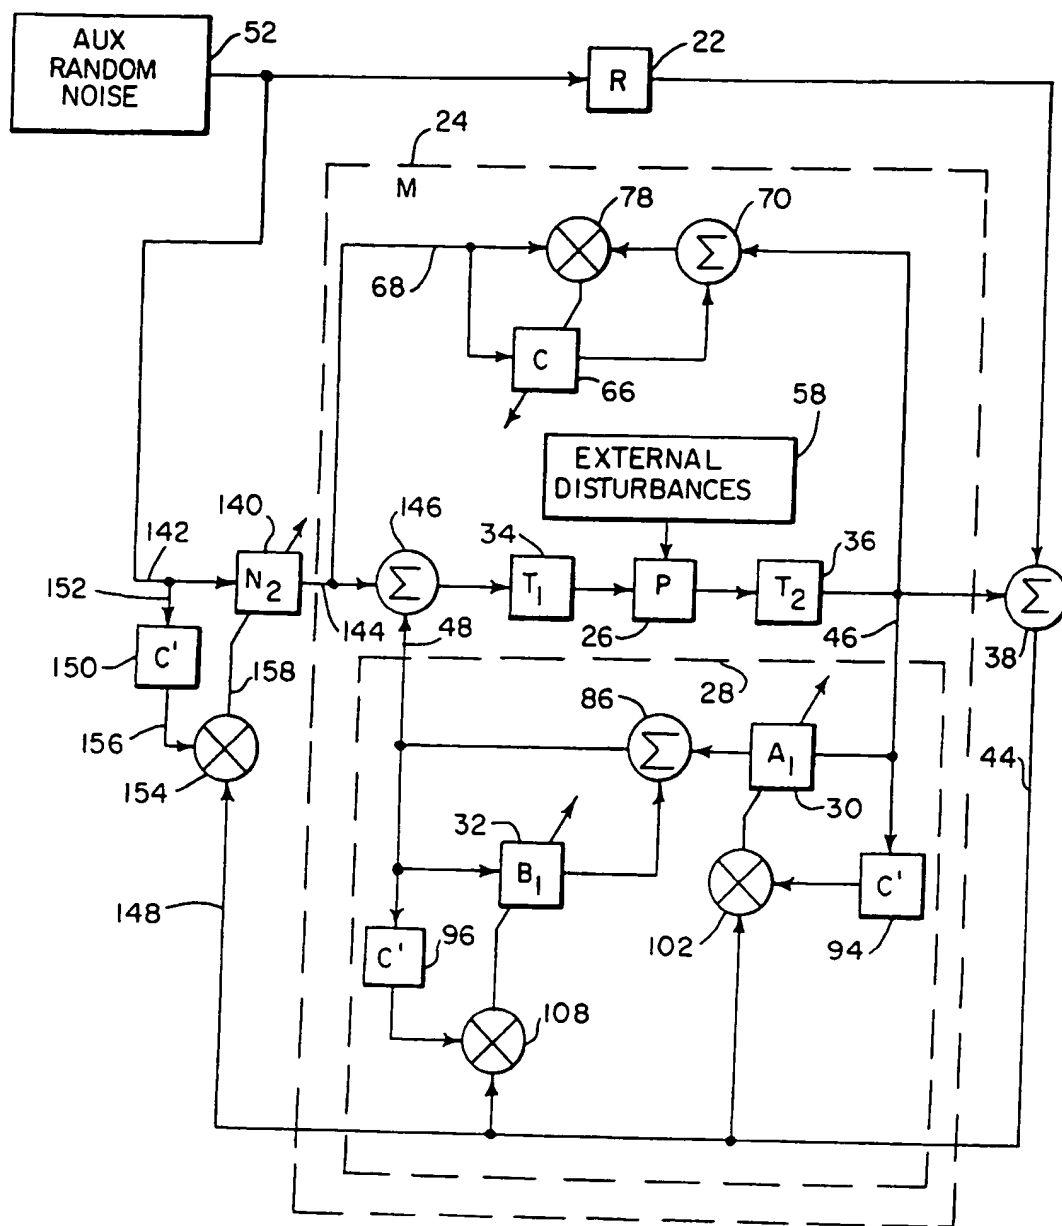 AUX
RANDOM
NOISE
52
22
R
24
M
78
70
Σ
68
C
66
58
EXTERNAL
DISTURBANCES
140
146
34
36
142
152
N2
Σ
T1
P
T2
Σ
144
48
26
46
38
150
C'
158
28
86
156
Σ
A1
44
154
30
32
B1
148
102
C'
94
C'
96
108